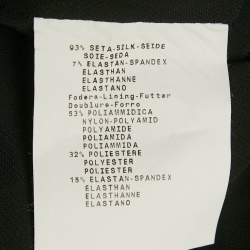 93% SETA-SILK-SEIDE
SOIE-SEDA
7% ELASTAN-SPANDEX
ELASTHAN
ELASTHANNE
ELASTANO
Fodera-Lining-Futter
Doublure-Forro
53% POLIAMMIDICA
NYLON-POLYAMID
POLYAMIDE
POLIAMIDA
POLIAMMIDA
32% POLIESTERE
POLYESTER
POLIESTER
15% ELASTAN-SPANDEX
ELASTHAN
ELASTHANNE
ELASTANO